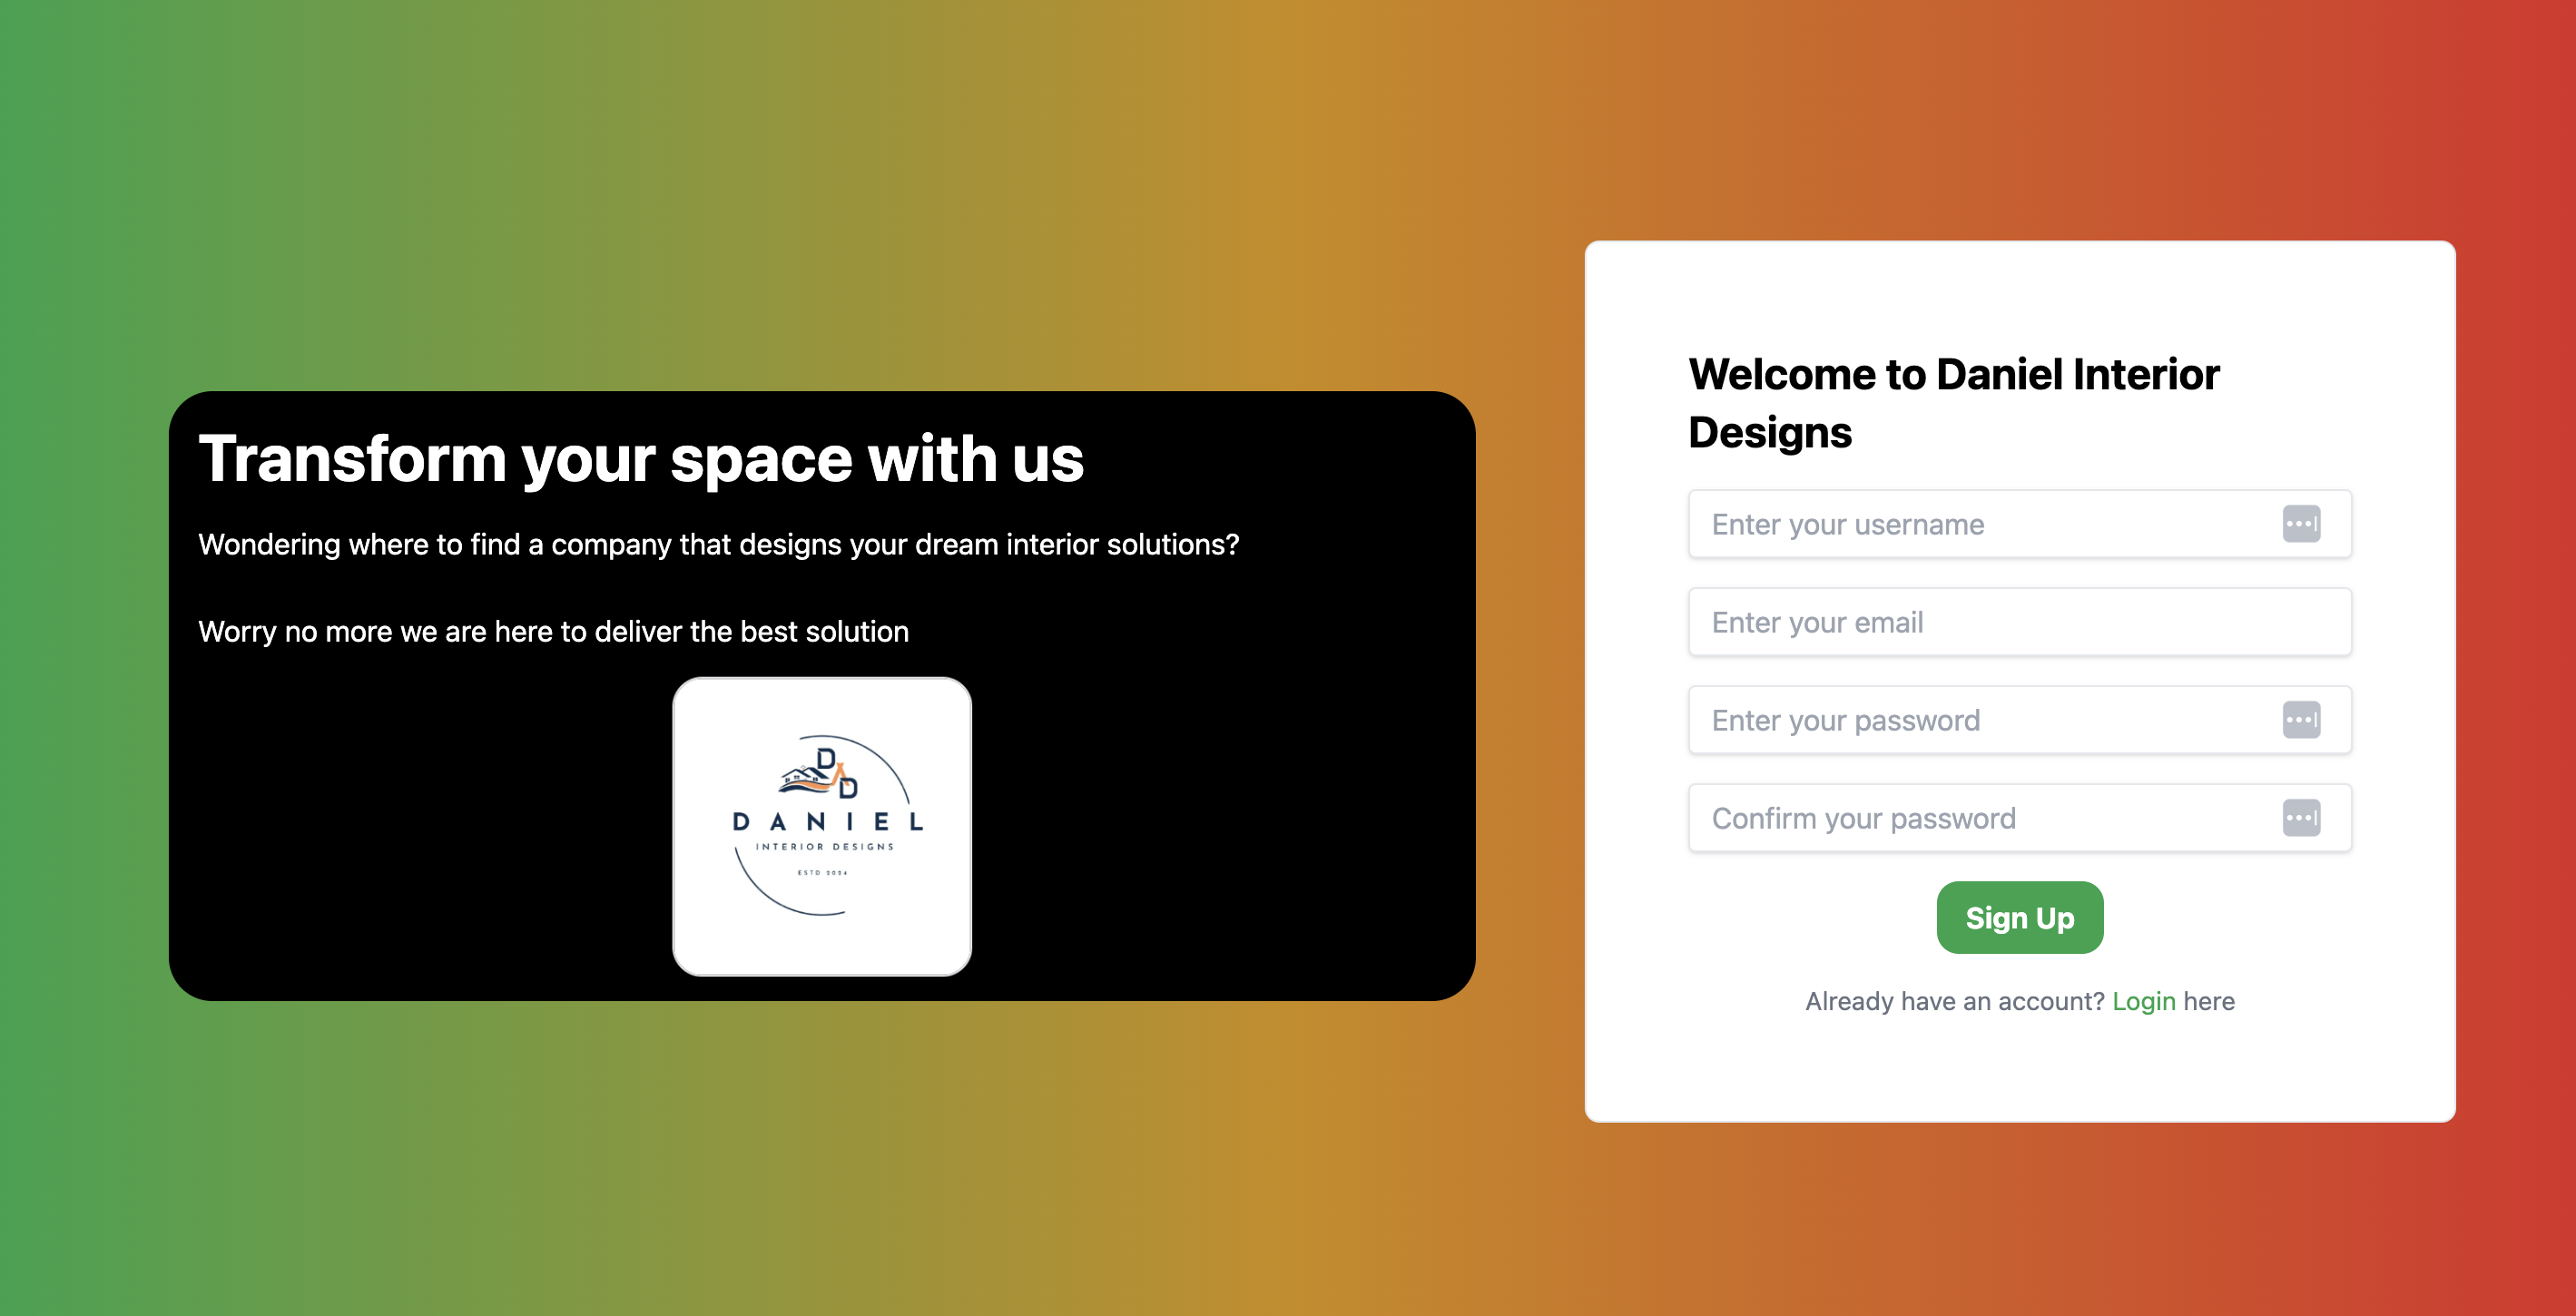 Transform your space with us
Wondering where to find a company that designs your dream interior solutions?
Worry no more we are here to deliver the best solution
D
D
DANIEL
INTERIOR DESIGNS
ESTD 2024
Welcome to Daniel Interior
Designs
Enter your username
Enter your email
Enter your password
Confirm your password
Sign Up
Already have an account? Login here